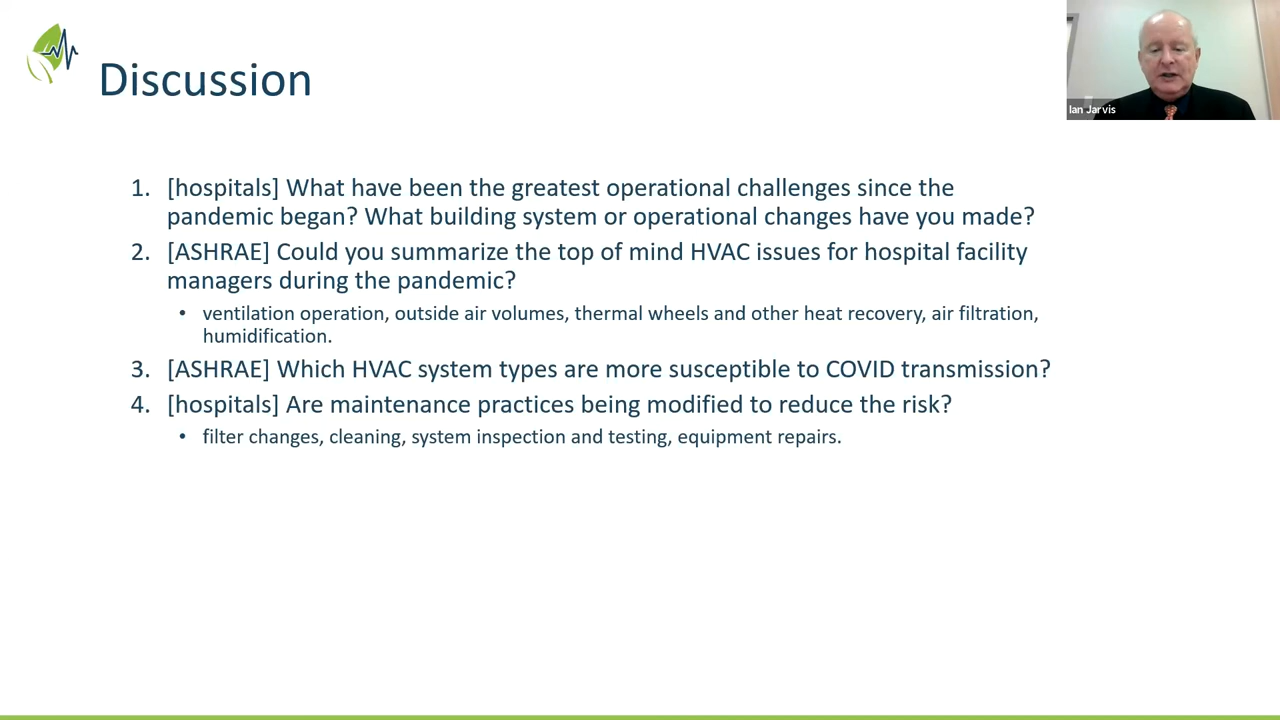 Discussion
Ian Jarvis
1. [hospitals] What have been the greatest operational challenges since the
pandemic began? What building system or operational changes have you made?
2. [ASHRAE] Could you summarize the top of mind HVAC issues for hospital facility
managers during the pandemic?
• ventilation operation, outside air volumes, thermal wheels and other heat recovery, air filtration,
humidification.
3. [ASHRAE] Which HVAC system types are more susceptible to COVID transmission?
4. [hospitals] Are maintenance practices being modified to reduce the risk?
• filter changes, cleaning, system inspection and testing, equipment repairs.